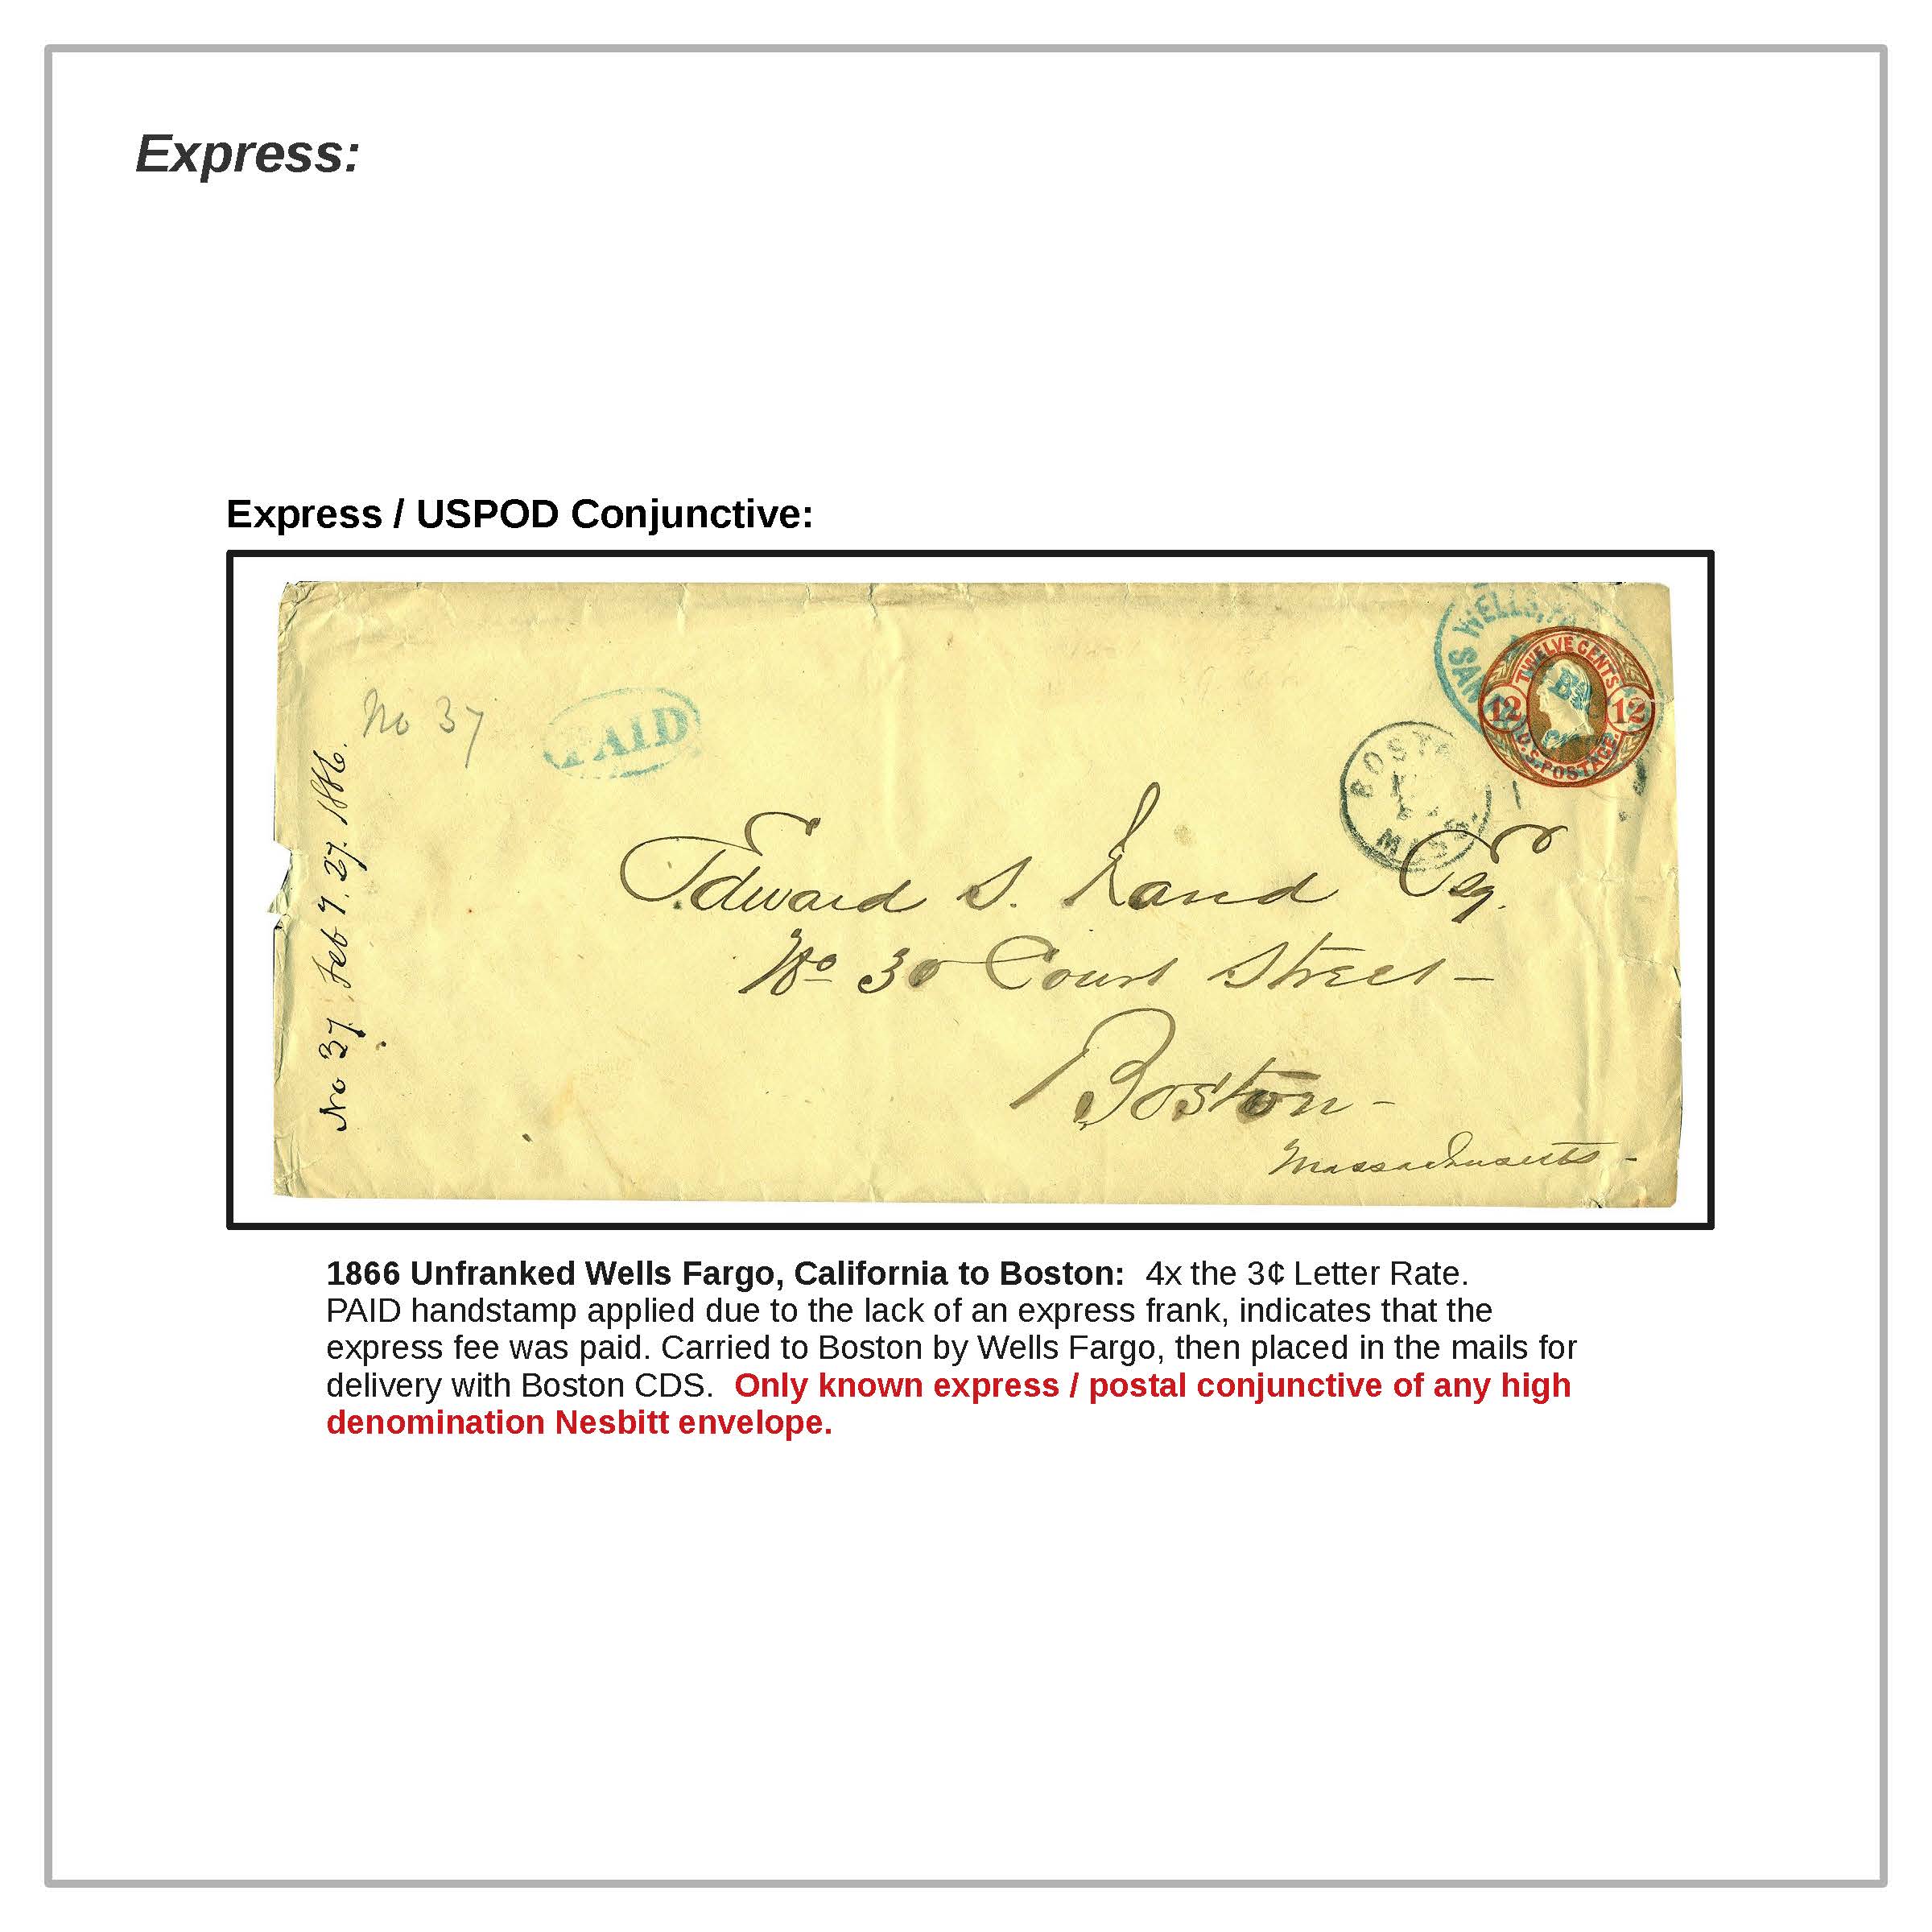 Express:
Express / USPOD Conjunctive:
SAN WELLS,
TWELVE CENTS
12 12
U.S. POSTAGE.
No 37
PAID
BOSTON
MASS.
No 37. Feb 7. 27. 1866.
Edward S. Rand Esq.
No 30 Court Street -
Boston -
Massachusetts -
1866 Unfranked Wells Fargo, California to Boston: 4x the 3¢ Letter Rate.
PAID handstamp applied due to the lack of an express frank, indicates that the
express fee was paid. Carried to Boston by Wells Fargo, then placed in the mails for
delivery with Boston CDS. Only known express / postal conjunctive of any high
denomination Nesbitt envelope.